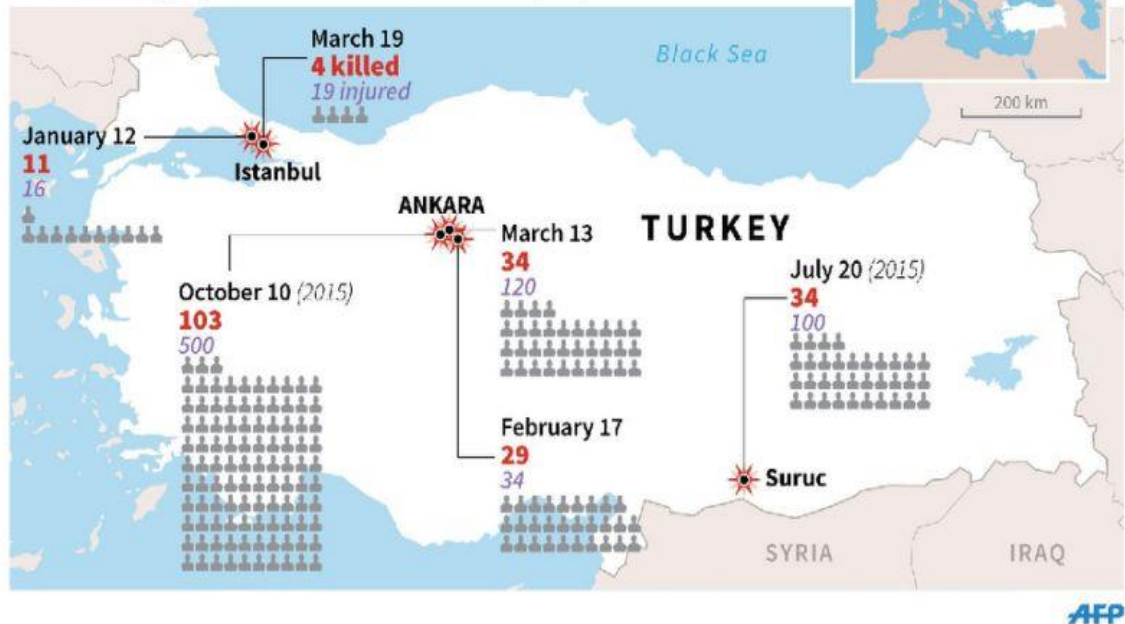 March 19
4 killed
19 injured
Black Sea
200 km
January 12
11
16
Istanbul
ANKARA
March 13
34
120
TURKEY
July 20 (2015)
34
100
October 10 (2015)
103
500
February 17
29
34
Suruc
SYRIA
IRAQ
AFP